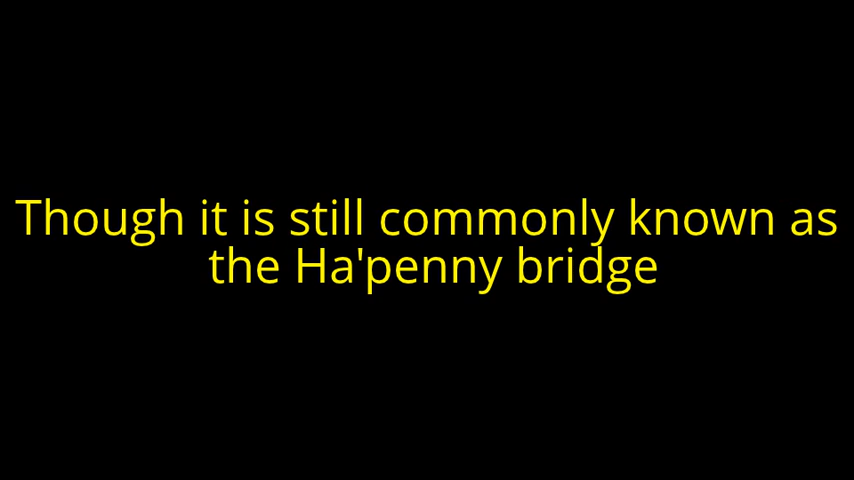 Though it is still commonly known as
the Ha'penny bridge